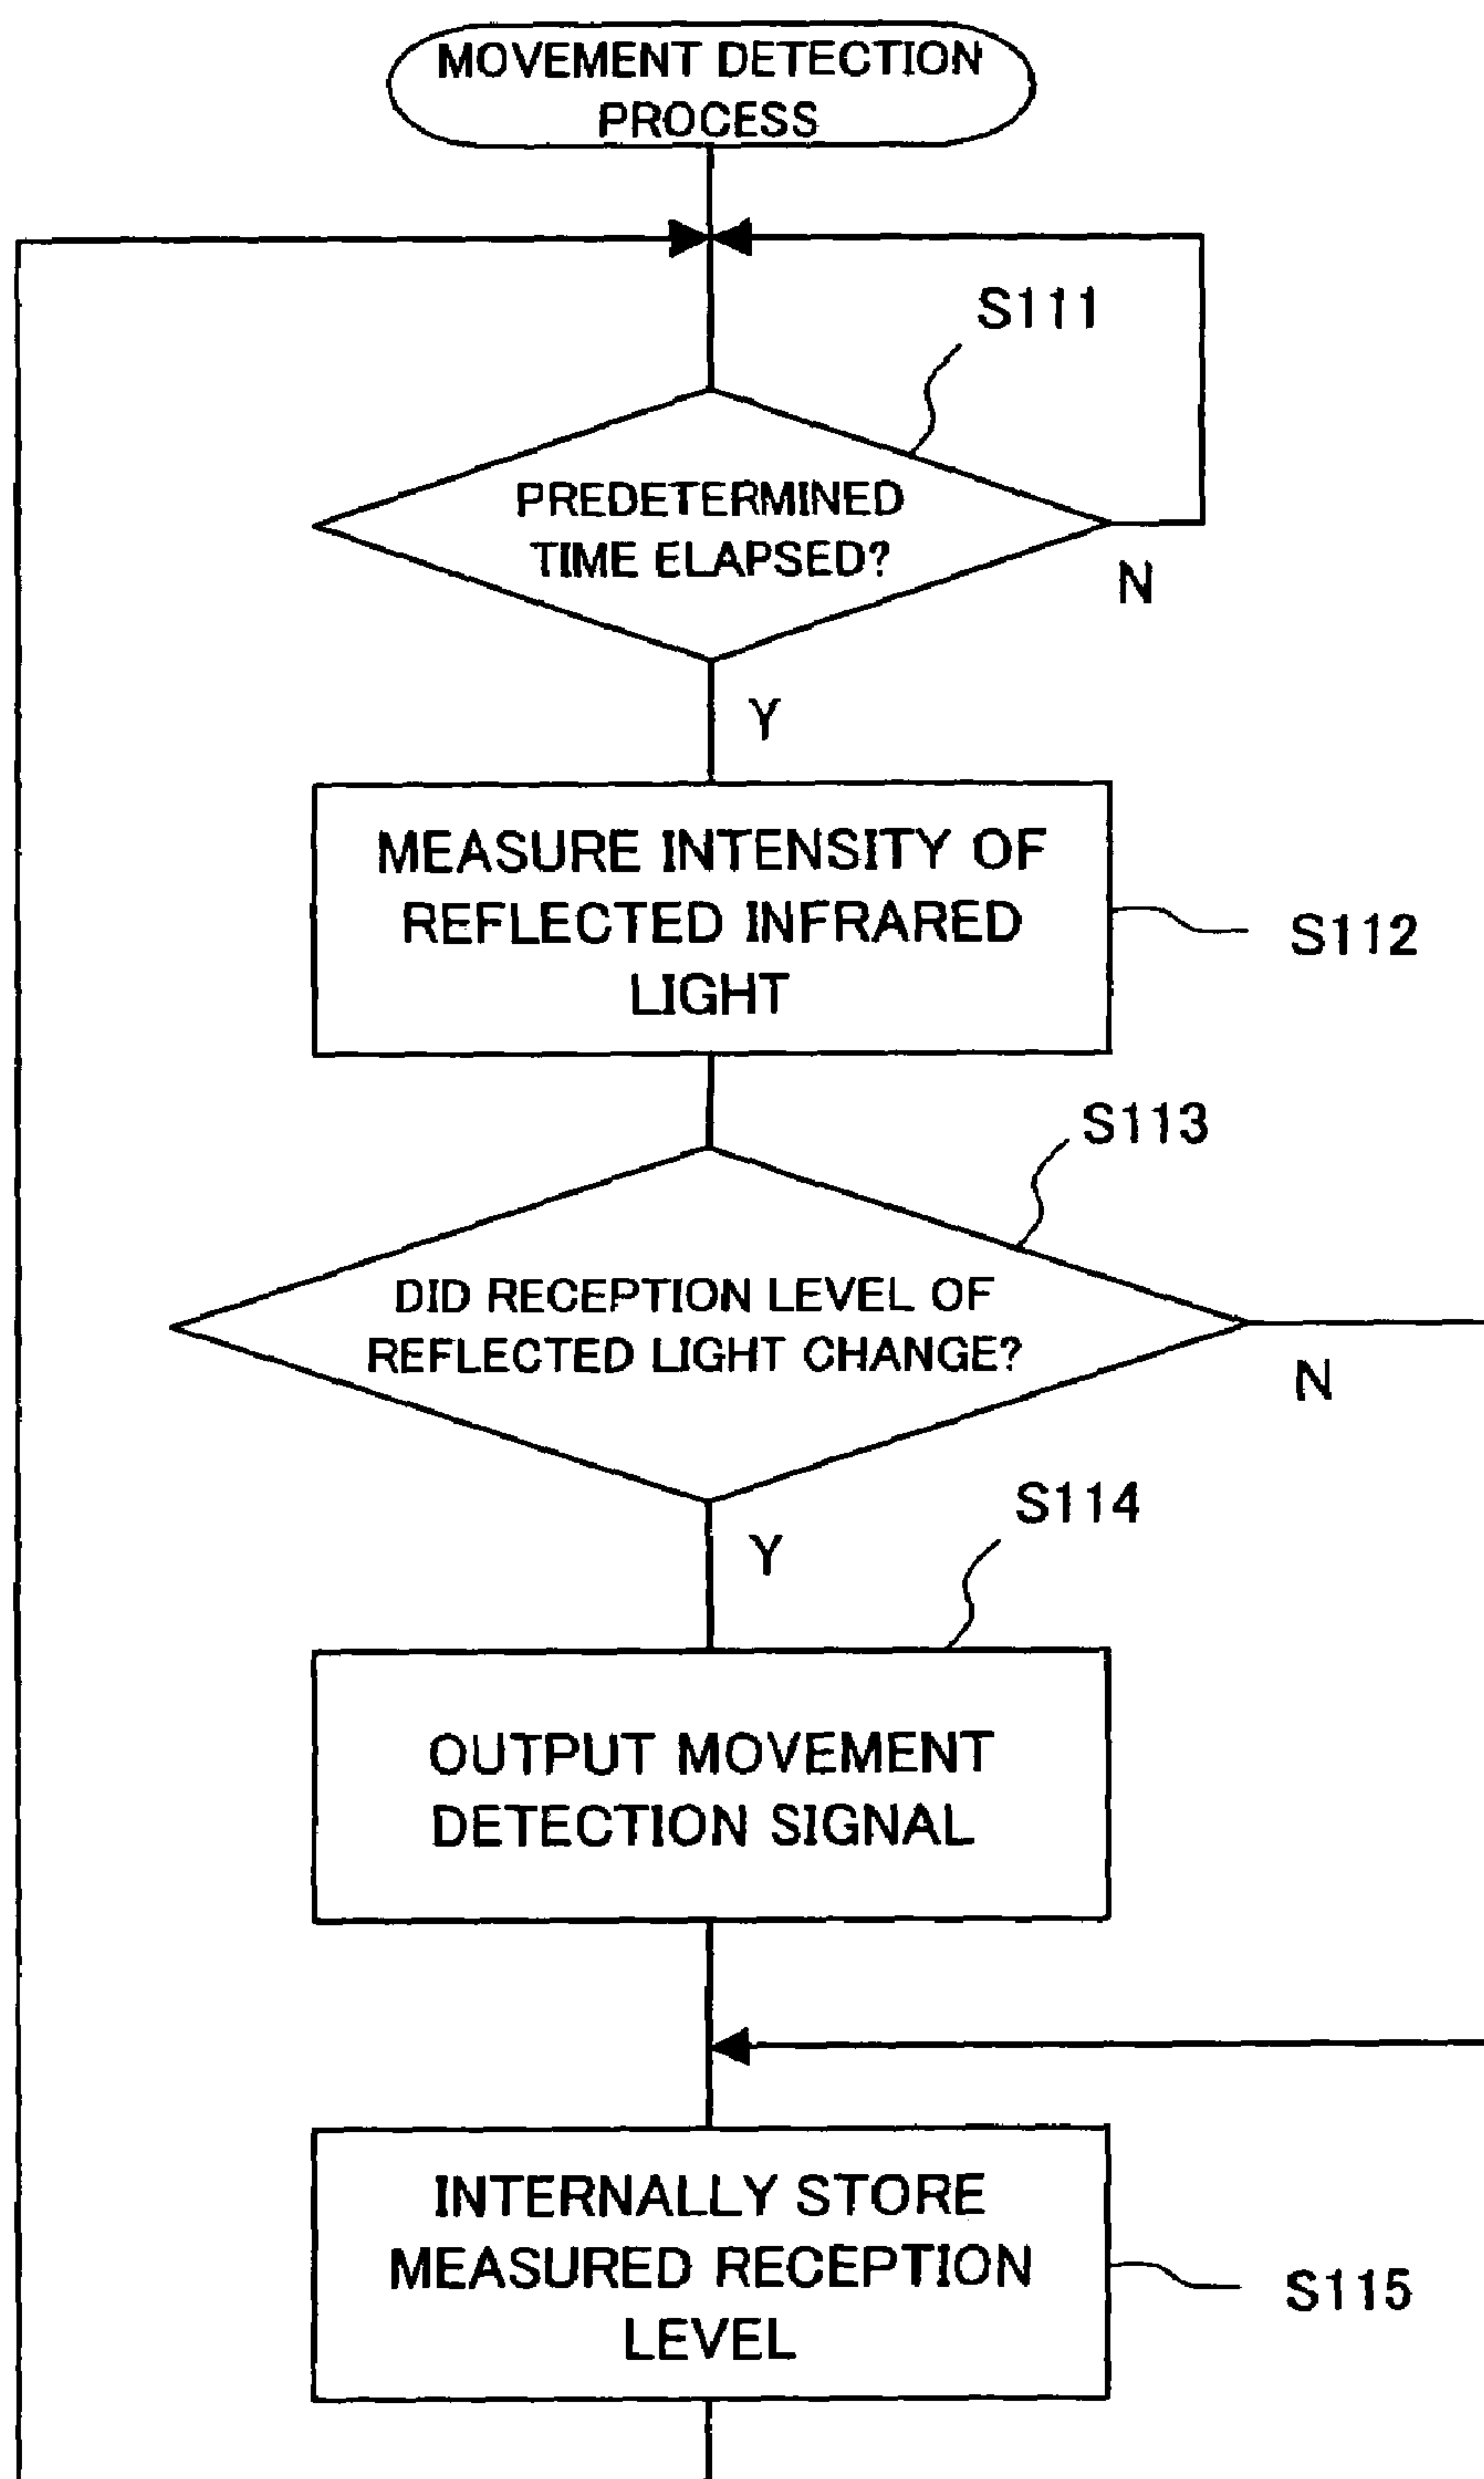 MOVEMENT DETECTION
PROCESS
S111
PREDETERMINED
TIME ELAPSED?
N
Y
MEASURE INTENSITY OF
REFLECTED INFRARED
LIGHT
S112
S113
DID RECEPTION LEVEL OF
REFLECTED LIGHT CHANGE?
N
Y
S114
OUTPUT MOVEMENT
DETECTION SIGNAL
INTERNALLY STORE
MEASURED RECEPTION
LEVEL
S115